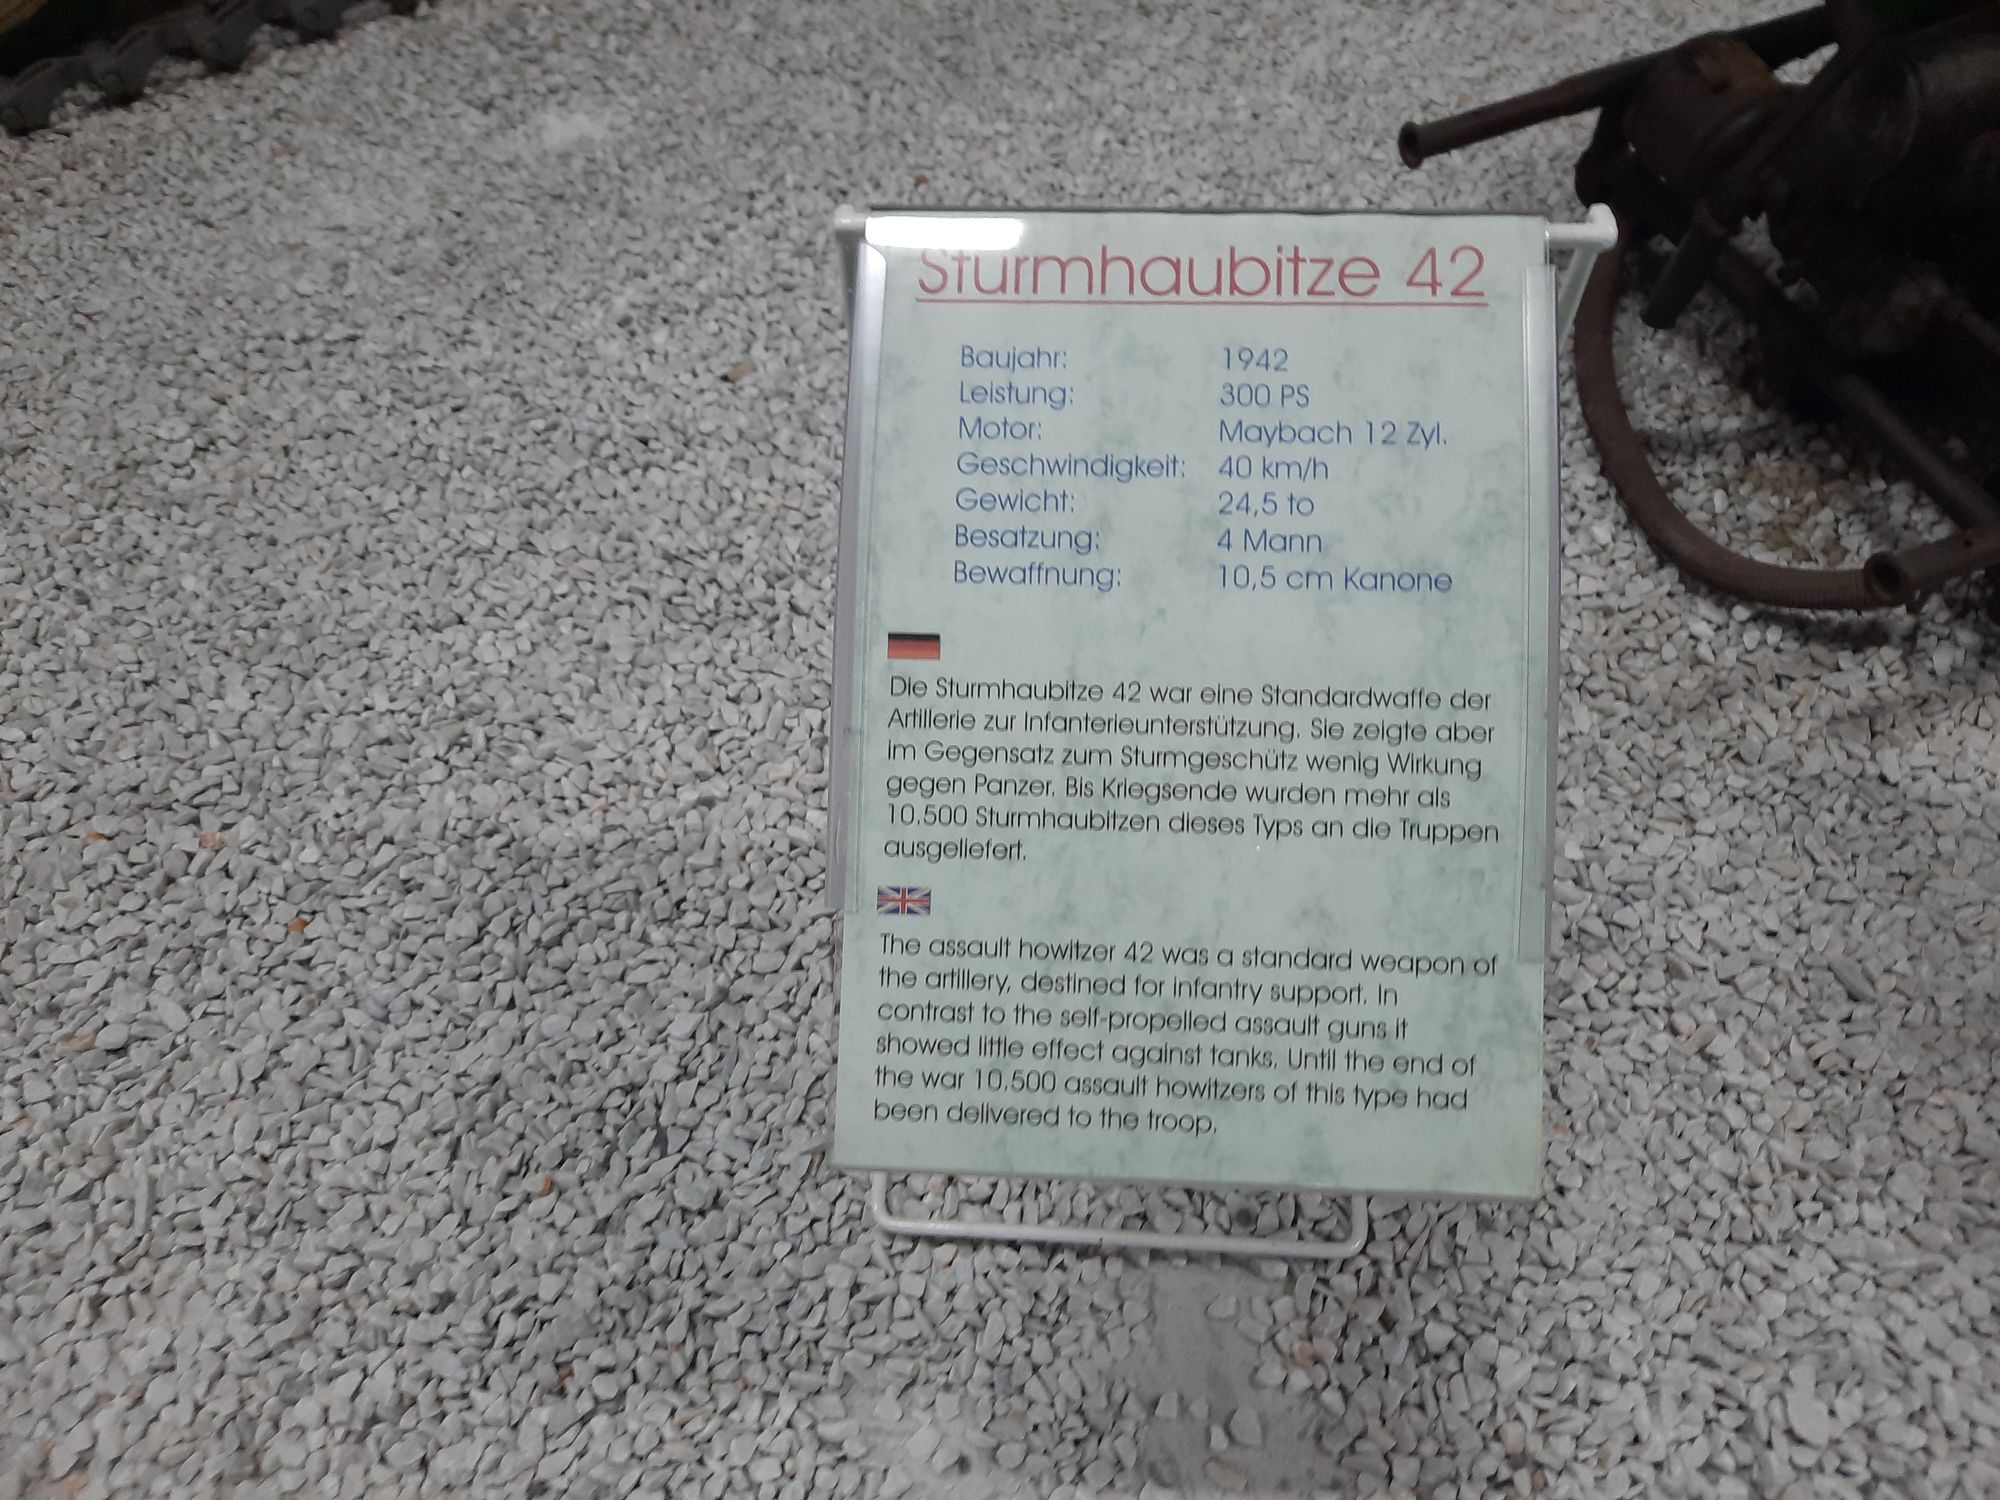 Sturmhaubitze 42
Baujahr: 1942
Leistung: 300 PS
Motor: Maybach 12 Zyl.
Geschwindigkeit: 40 km/h
Gewicht: 24,5 to
Besatzung: 4 Mann
Bewaffnung: 10,5 cm Kanone
Die Sturmhaubitze 42 war eine Standardwaffe der
Artillerie zur Infanterieunterstützung. Sie zeigte aber
im Gegensatz zum Sturmgeschütz wenig Wirkung
gegen Panzer. Bis Kriegsende wurden mehr als
10.500 Sturmhaubitzen dieses Typs an die Truppen
ausgeliefert.
The assault howitzer 42 was a standard weapon of
the artillery, destined for infantry support. In
contrast to the self-propelled assault guns it
showed little effect against tanks. Until the end of
the war 10,500 assault howitzers of this type had
been delivered to the troop.